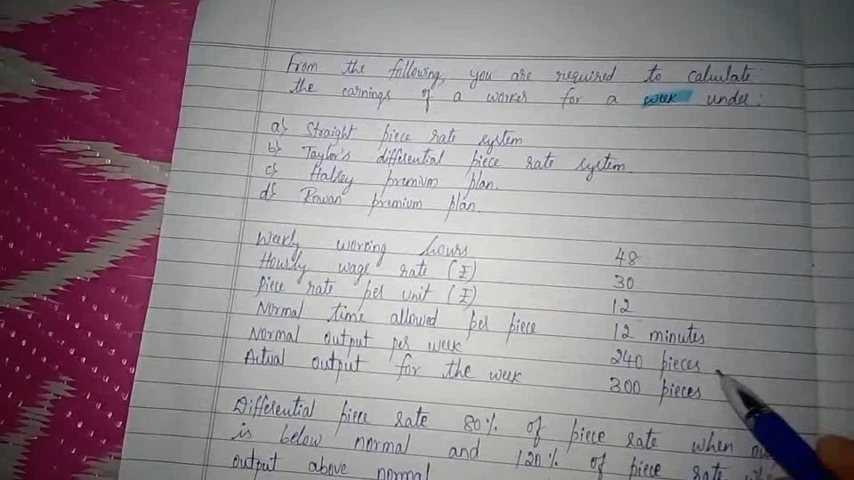 From the following, you are required to calculate
the earnings of a worker for a week under:
a) Straight piece rate system
b) Taylor's differential piece rate system.
c) Halsey premium plan.
d) Rowan premium plan.
Weekly working hours 48
Hourly wage rate (₹) 30
Piece rate per unit (₹) 12
Normal time allowed per piece 12 minutes
Normal output per week 240 pieces
Actual output for the week 300 pieces
Differential piece rate 80% of piece rate when
is below normal and 120% of piece rate
output above normal